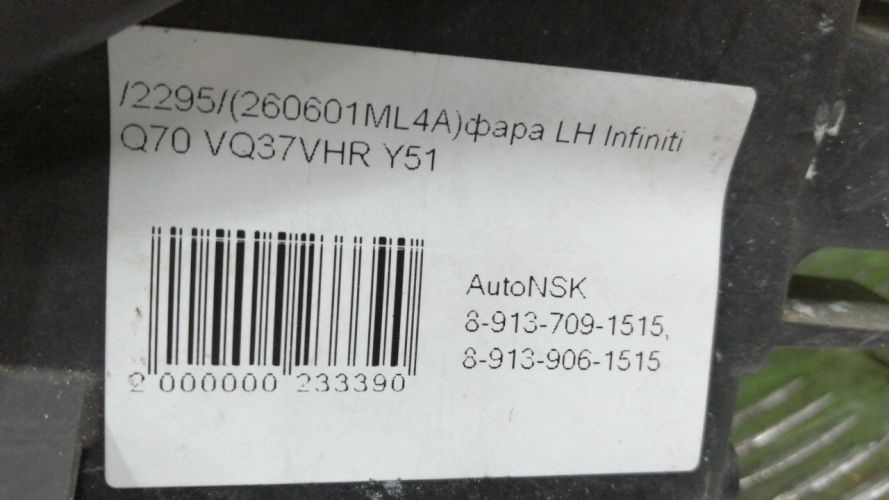 /2295/(260601ML4A)фара LH Infiniti
Q70 VQ37VHR Y51
AutoNSK
8-913-709-1515,
8-913-906-1515
2 000000 233390